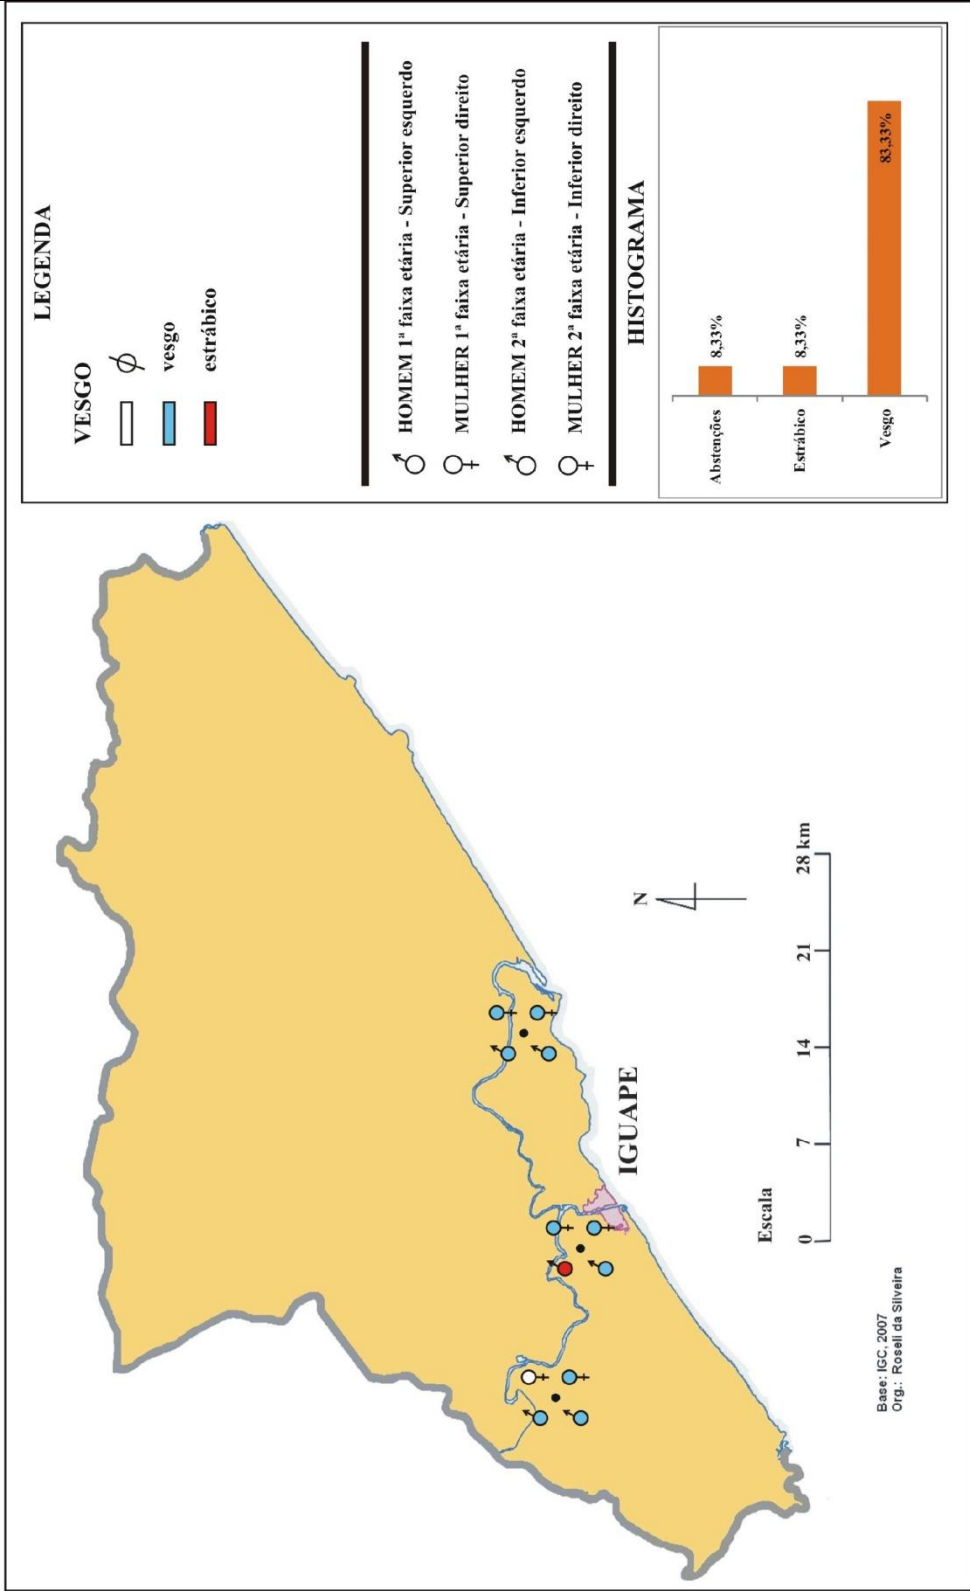 LEGENDA
VESGO
vesgo
estrábico
HOMEM 1ª faixa etária - Superior esquerdo
MULHER 1ª faixa etária - Superior direito
HOMEM 2ª faixa etária - Inferior esquerdo
MULHER 2ª faixa etária - Inferior direito
HISTOGRAMA
Abstenções 8,33%
Estrábico 8,33%
Vesgo 83,33%
IGUAPE
N
Escala
0 7 14 21 28 km
Base: IGC, 2007
Org.: Roseli da Silveira